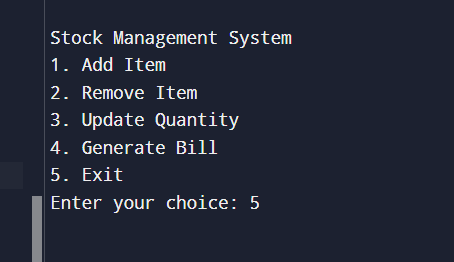 Stock Management System
1. Add Item
2. Remove Item
3. Update Quantity
4. Generate Bill
5. Exit
Enter your choice: 5